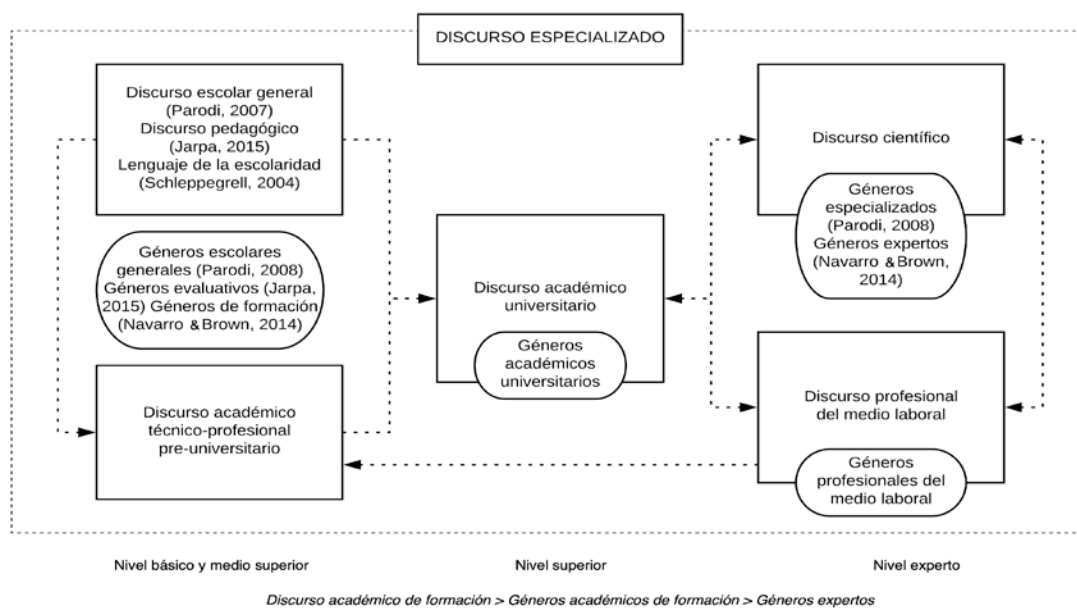 DISCURSO ESPECIALIZADO
Discurso escolar general
(Parodi, 2007)
Discurso pedagógico
(Jarpa, 2015)
Lenguaje de la escolaridad
(Schleppegrell, 2004)
Géneros escolares
generales (Parodi, 2008)
Géneros evaluativos (Jarpa,
2015) Géneros de formación
(Navarro & Brown, 2014)
Discurso académico
técnico-profesional
pre-universitario
Discurso académico
universitario
Géneros
académicos
universitarios
Discurso científico
Géneros
especializados
(Parodi, 2008)
Géneros expertos
(Navarro & Brown,
2014)
Discurso profesional
del medio laboral
Géneros
profesionales del
medio laboral
Nivel básico y medio superior
Nivel superior
Nivel experto
Discurso académico de formación > Géneros académicos de formación > Géneros expertos